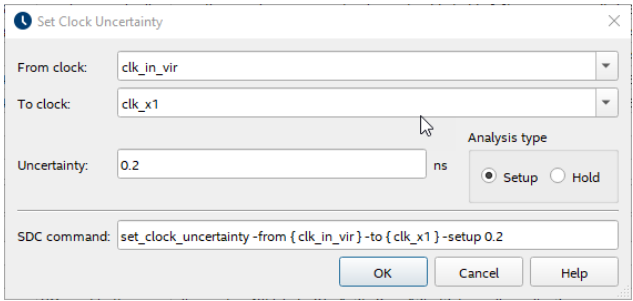 Set Clock Uncertainty
From clock: clk_in_vir
To clock: clk_x1
Analysis type
Uncertainty: 0.2 ns Setup Hold
SDC command: set_clock_uncertainty -from { clk_in_vir } -to { clk_x1 } -setup 0.2
OK Cancel Help